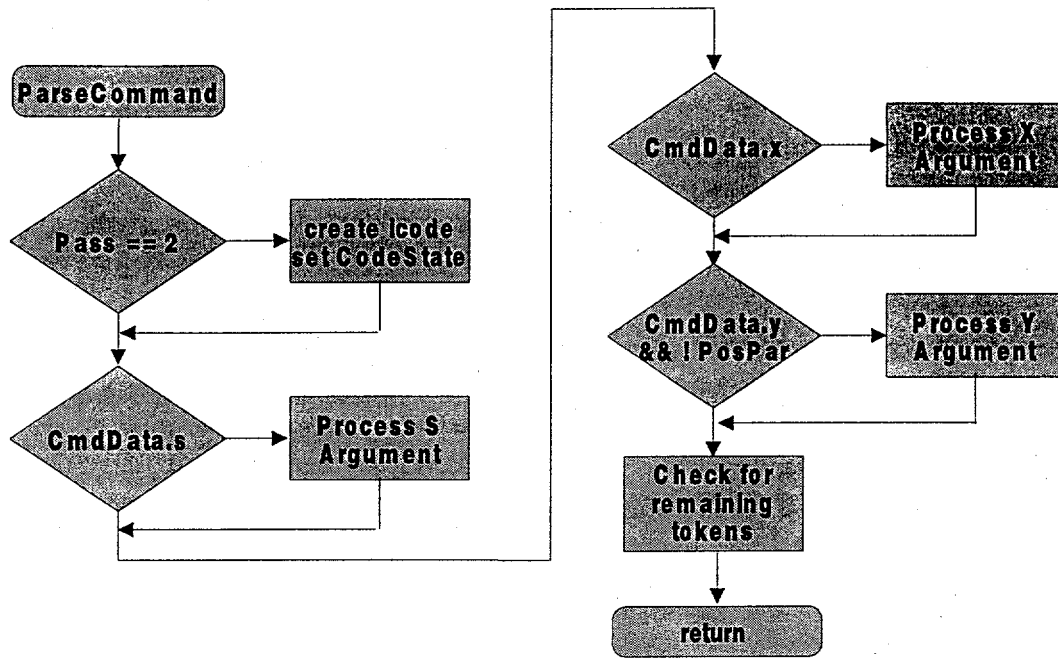 ParseCommand
Pass == 2
create Icode
set CodeState
CmdData.s
Process S
Argument
CmdData.x
Process X
Argument
CmdData.y
&& ! PosPar
Process Y
Argument
Check for
remaining
tokens
return